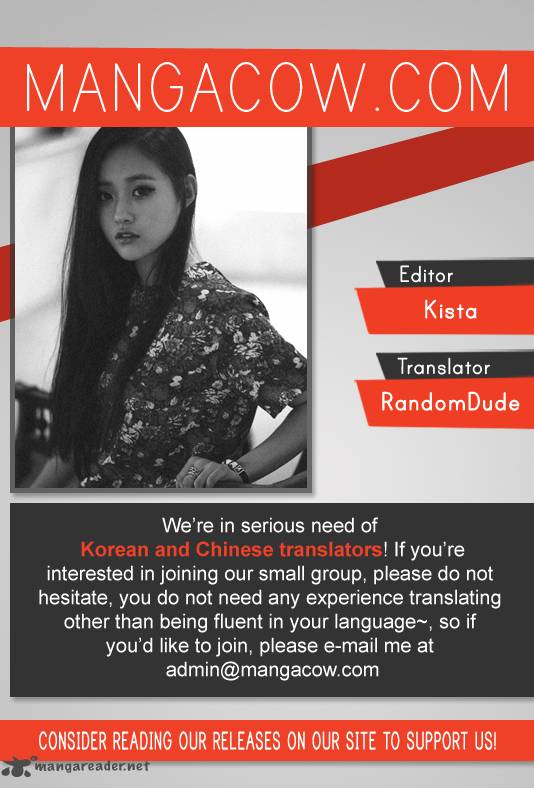 MANGACOW.COM
Editor
Kista
Translator
RandomDude
We're in serious need of
Korean and Chinese translators! If you're
interested in joining our small group, please do not
hesitate, you do not need any experience translating
other than being fluent in your language~, so if
you'd like to join, please e-mail me at
admin@mangacow.com
CONSIDER READING OUR RELEASES ON OUR SITE TO SUPPORT US!
mangareader.net